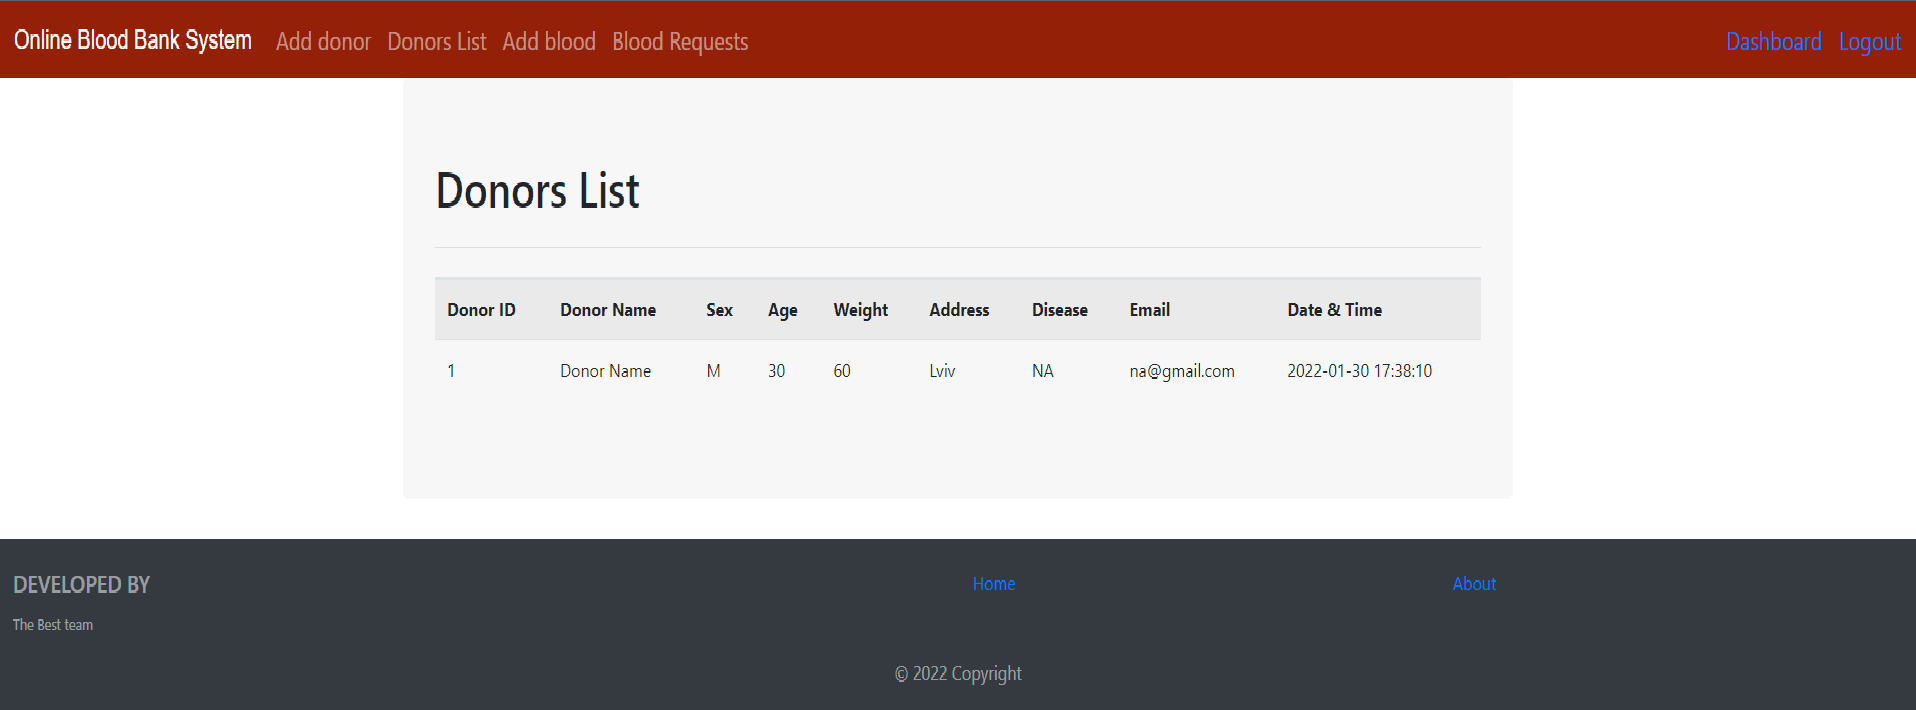 Online Blood Bank System Add donor Donors List Add blood Blood Requests Dashboard Logout
Donors List
Donor ID Donor Name Sex Age Weight Address Disease Email Date & Time
1 Donor Name M 30 60 Lviv NA na@gmail.com 2022-01-30 17:38:10
DEVELOPED BY Home About
The Best team
© 2022 Copyright